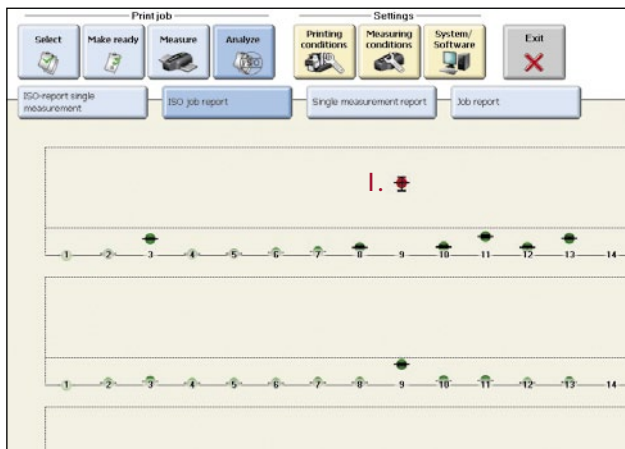 Print job
Settings
Select
Make ready
Measure
Analyze
Printing
conditions
Measuring
conditions
System/
Software
Exit
ISO-report single
measurement
ISO job report
Single measurement report
Job report
1.
1 2 3 4 5 6 7 8 9 10 11 12 13 14
1 2 3 4 5 6 7 8 9 10 11 12 13 14